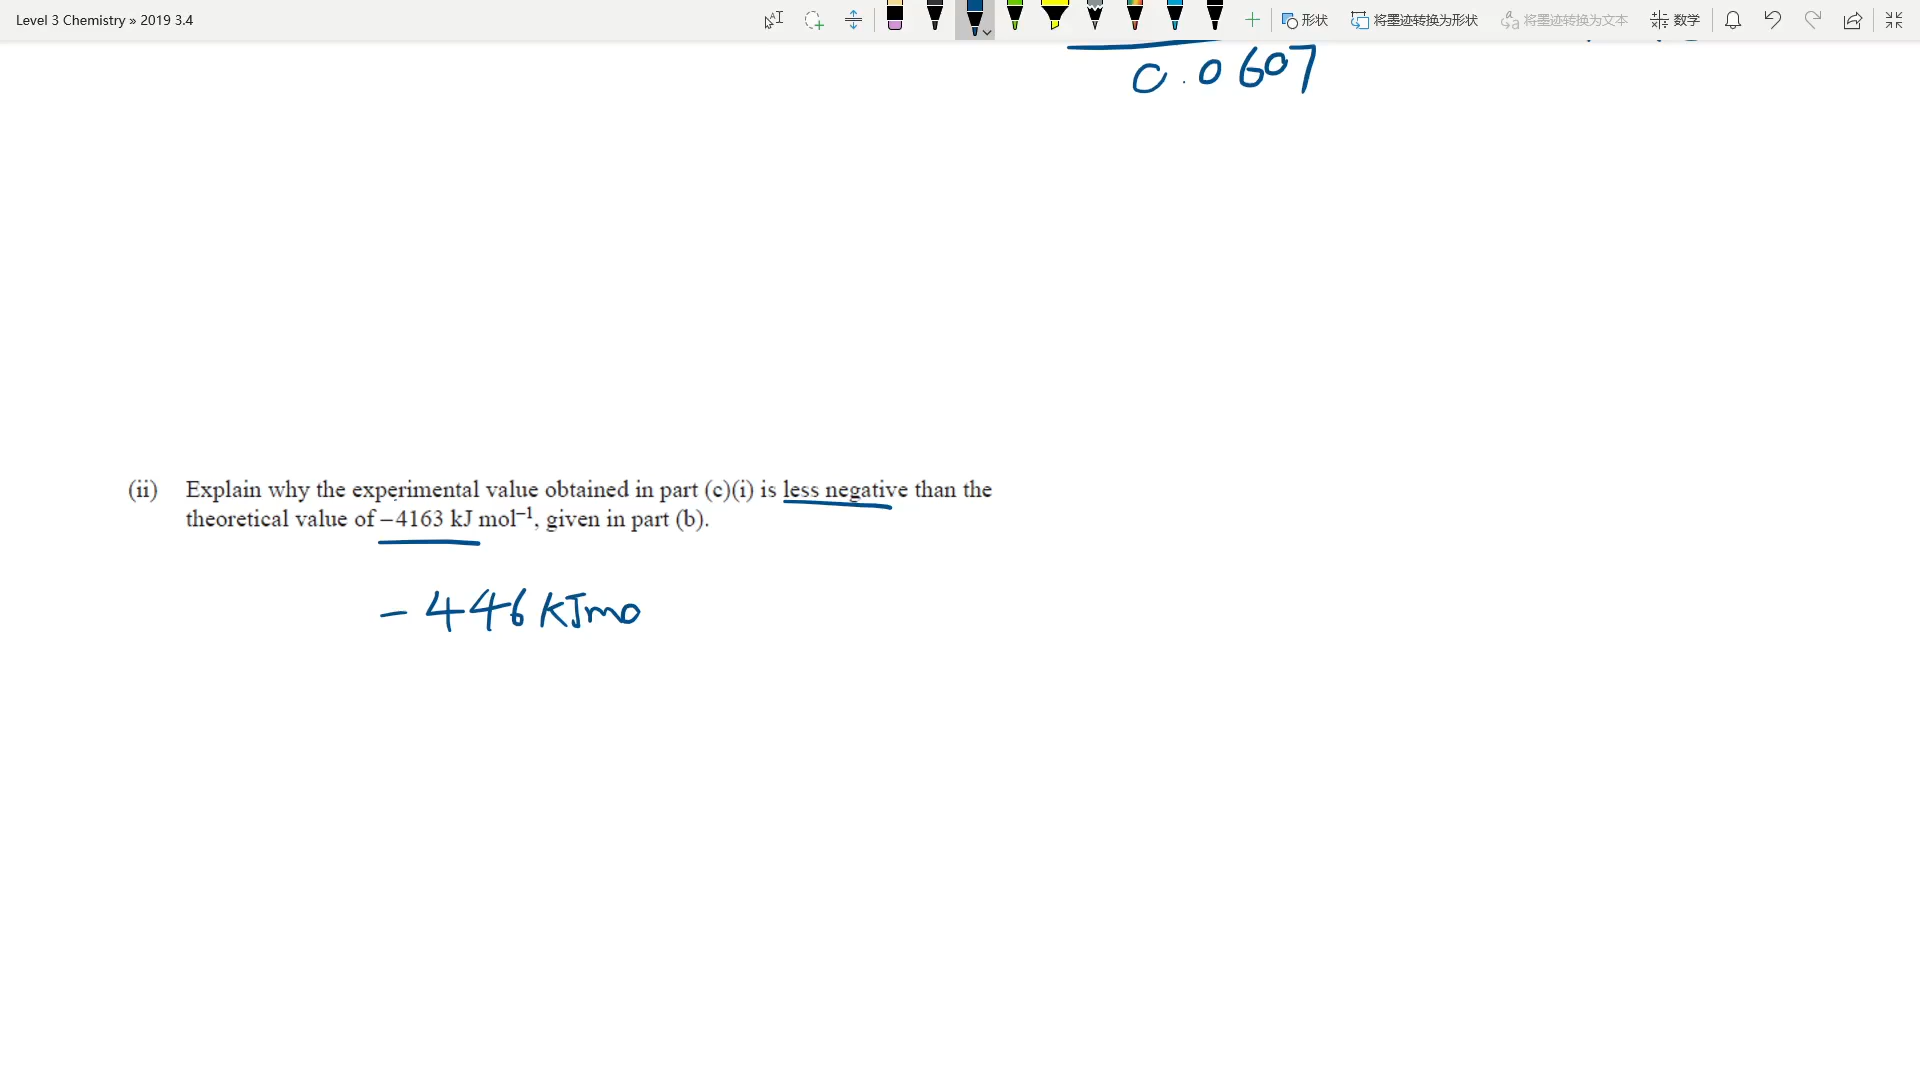 Level 3 Chemistry » 2019 3.4
形状
将墨迹转换为形状
将墨迹转换为文本
数学
0.0607
(ii) Explain why the experimental value obtained in part (c)(i) is less negative than the
theoretical value of −4163 kJ mol⁻¹, given in part (b).
- 446 kJmo